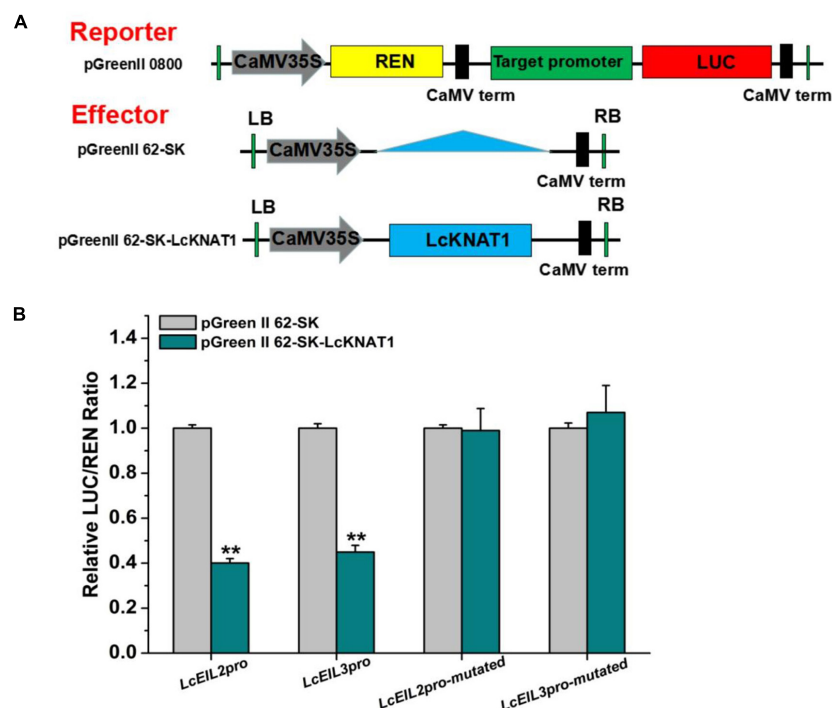 A
Reporter
pGreenII 0800
CaMV35S
REN
CaMV term
Target promoter
LUC
CaMV term
Effector
pGreenII 62-SK
LB
CaMV35S
RB
CaMV term
pGreenII 62-SK-LcKNAT1
LB
CaMV35S
LcKNAT1
RB
CaMV term
B
Relative LUC/REN Ratio
1.4
1.2
1.0
0.8
0.6
0.4
0.2
0.0
pGreen II 62-SK
pGreen II 62-SK-LcKNAT1
**
**
LcEIL2pro
LcEIL3pro
LcEIL2pro-mutated
LcEIL3pro-mutated